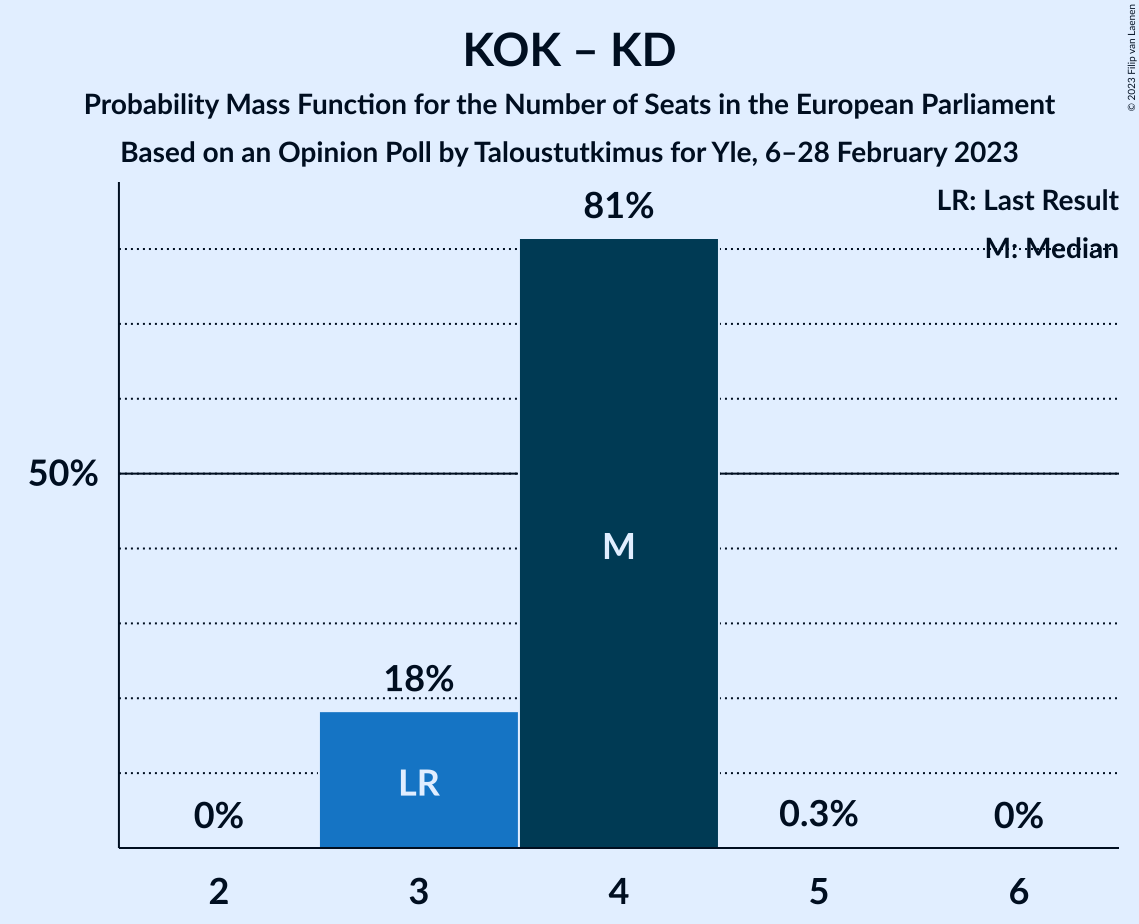 KOK – KD
Probability Mass Function for the Number of Seats in the European Parliament
Based on an Opinion Poll by Taloustutkimus for Yle, 6–28 February 2023
© 2023 Filip van Laenen
LR: Last Result
M: Median
81%
50%
M
18%
LR
0%
0.3%
0%
2 3 4 5 6